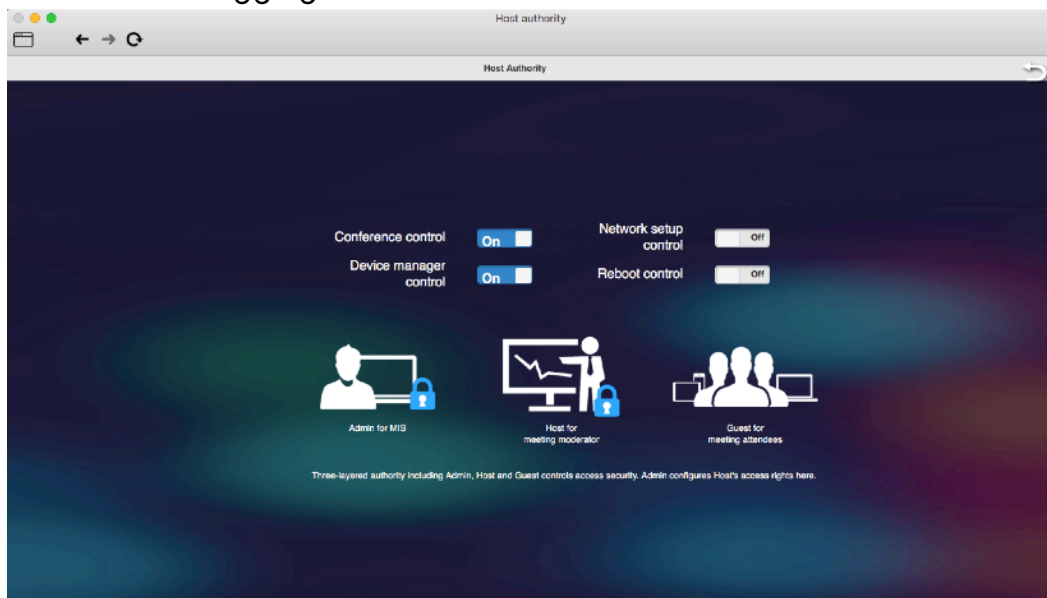 Host authority
Host Authority
Conference control On
Network setup control Off
Device manager control On
Reboot control Off
Admin for MIS
Host for
meeting moderator
Guest for
meeting attendees
Three-layered authority including Admin, Host and Guest controls access security. Admin configures Host's access rights here.